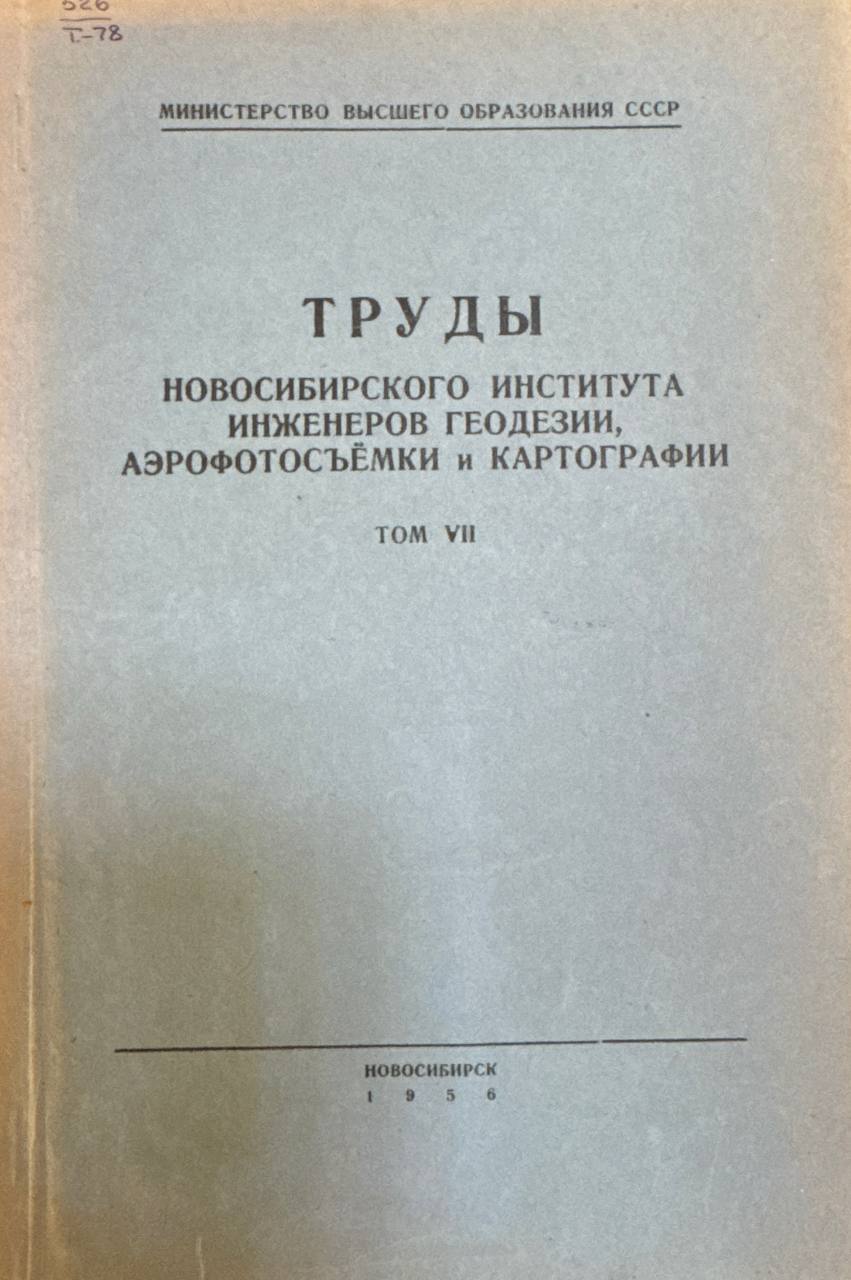 526
Т-78
МИНИСТЕРСТВО ВЫСШЕГО ОБРАЗОВАНИЯ СССР
ТРУДЫ
НОВОСИБИРСКОГО ИНСТИТУТА
ИНЖЕНЕРОВ ГЕОДЕЗИИ,
АЭРОФОТОСЪЁМКИ и КАРТОГРАФИИ
ТОМ VII
НОВОСИБИРСК
1 9 5 6